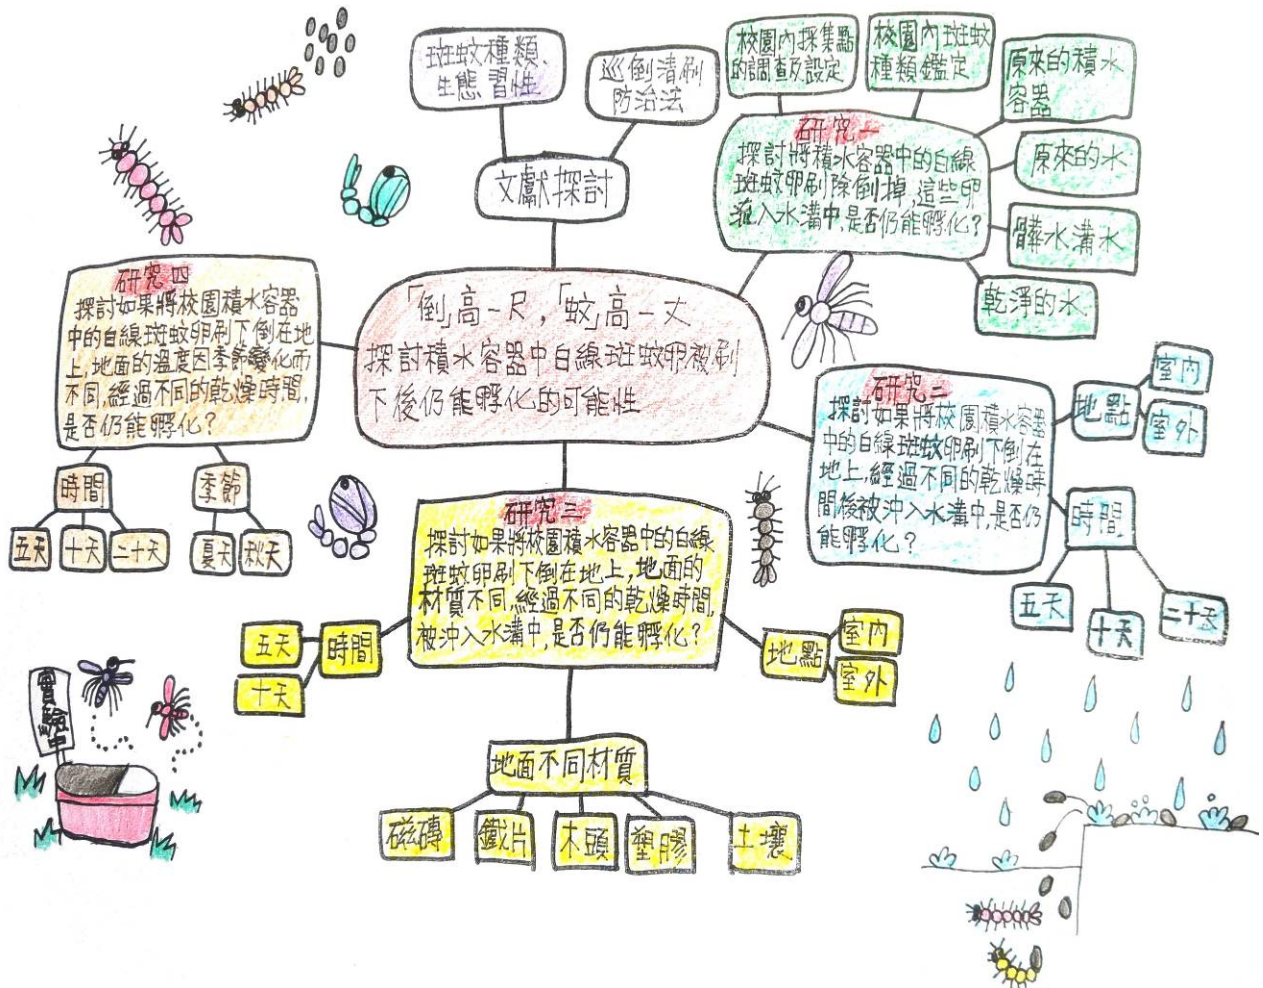 「倒」高一尺，「蚊」高一丈
探討積水容器中白線斑蚊卵被刷
下後仍能孵化的可能性
文獻探討
斑蚊種類、
生態習性
巡倒清刷
防治法
研究一
探討將積水容器中的白線
斑蚊卵刷除倒掉,這些卵
流入水溝中,是否仍能孵化？
校園內採集點
的調查及設定
校園內斑蚊
種類鑑定
原來的積水
容器
原來的水
髒水溝水
乾淨的水
研究二
探討如果將校園積水容器
中的白線斑蚊卵刷下倒在
地上,經過不同的乾燥時
間後被沖入水溝中,是否仍
能孵化？
地點
室內
室外
時間
五天
十天
二十天
研究三
探討如果將校園積水容器中的白線
斑蚊卵刷下倒在地上,地面的
材質不同,經過不同的乾燥時間,
被沖入水溝中,是否仍能孵化？
時間
五天
十天
地點
室內
室外
地面不同材質
磁磚
鐵片
木頭
塑膠
土壤
研究四
探討如果將校園積水容器
中的白線斑蚊卵刷下倒在地
上,地面的溫度因季節變化而
不同,經過不同的乾燥時間,
是否仍能孵化？
時間
五天
十天
二十天
季節
夏天
秋天
實驗中